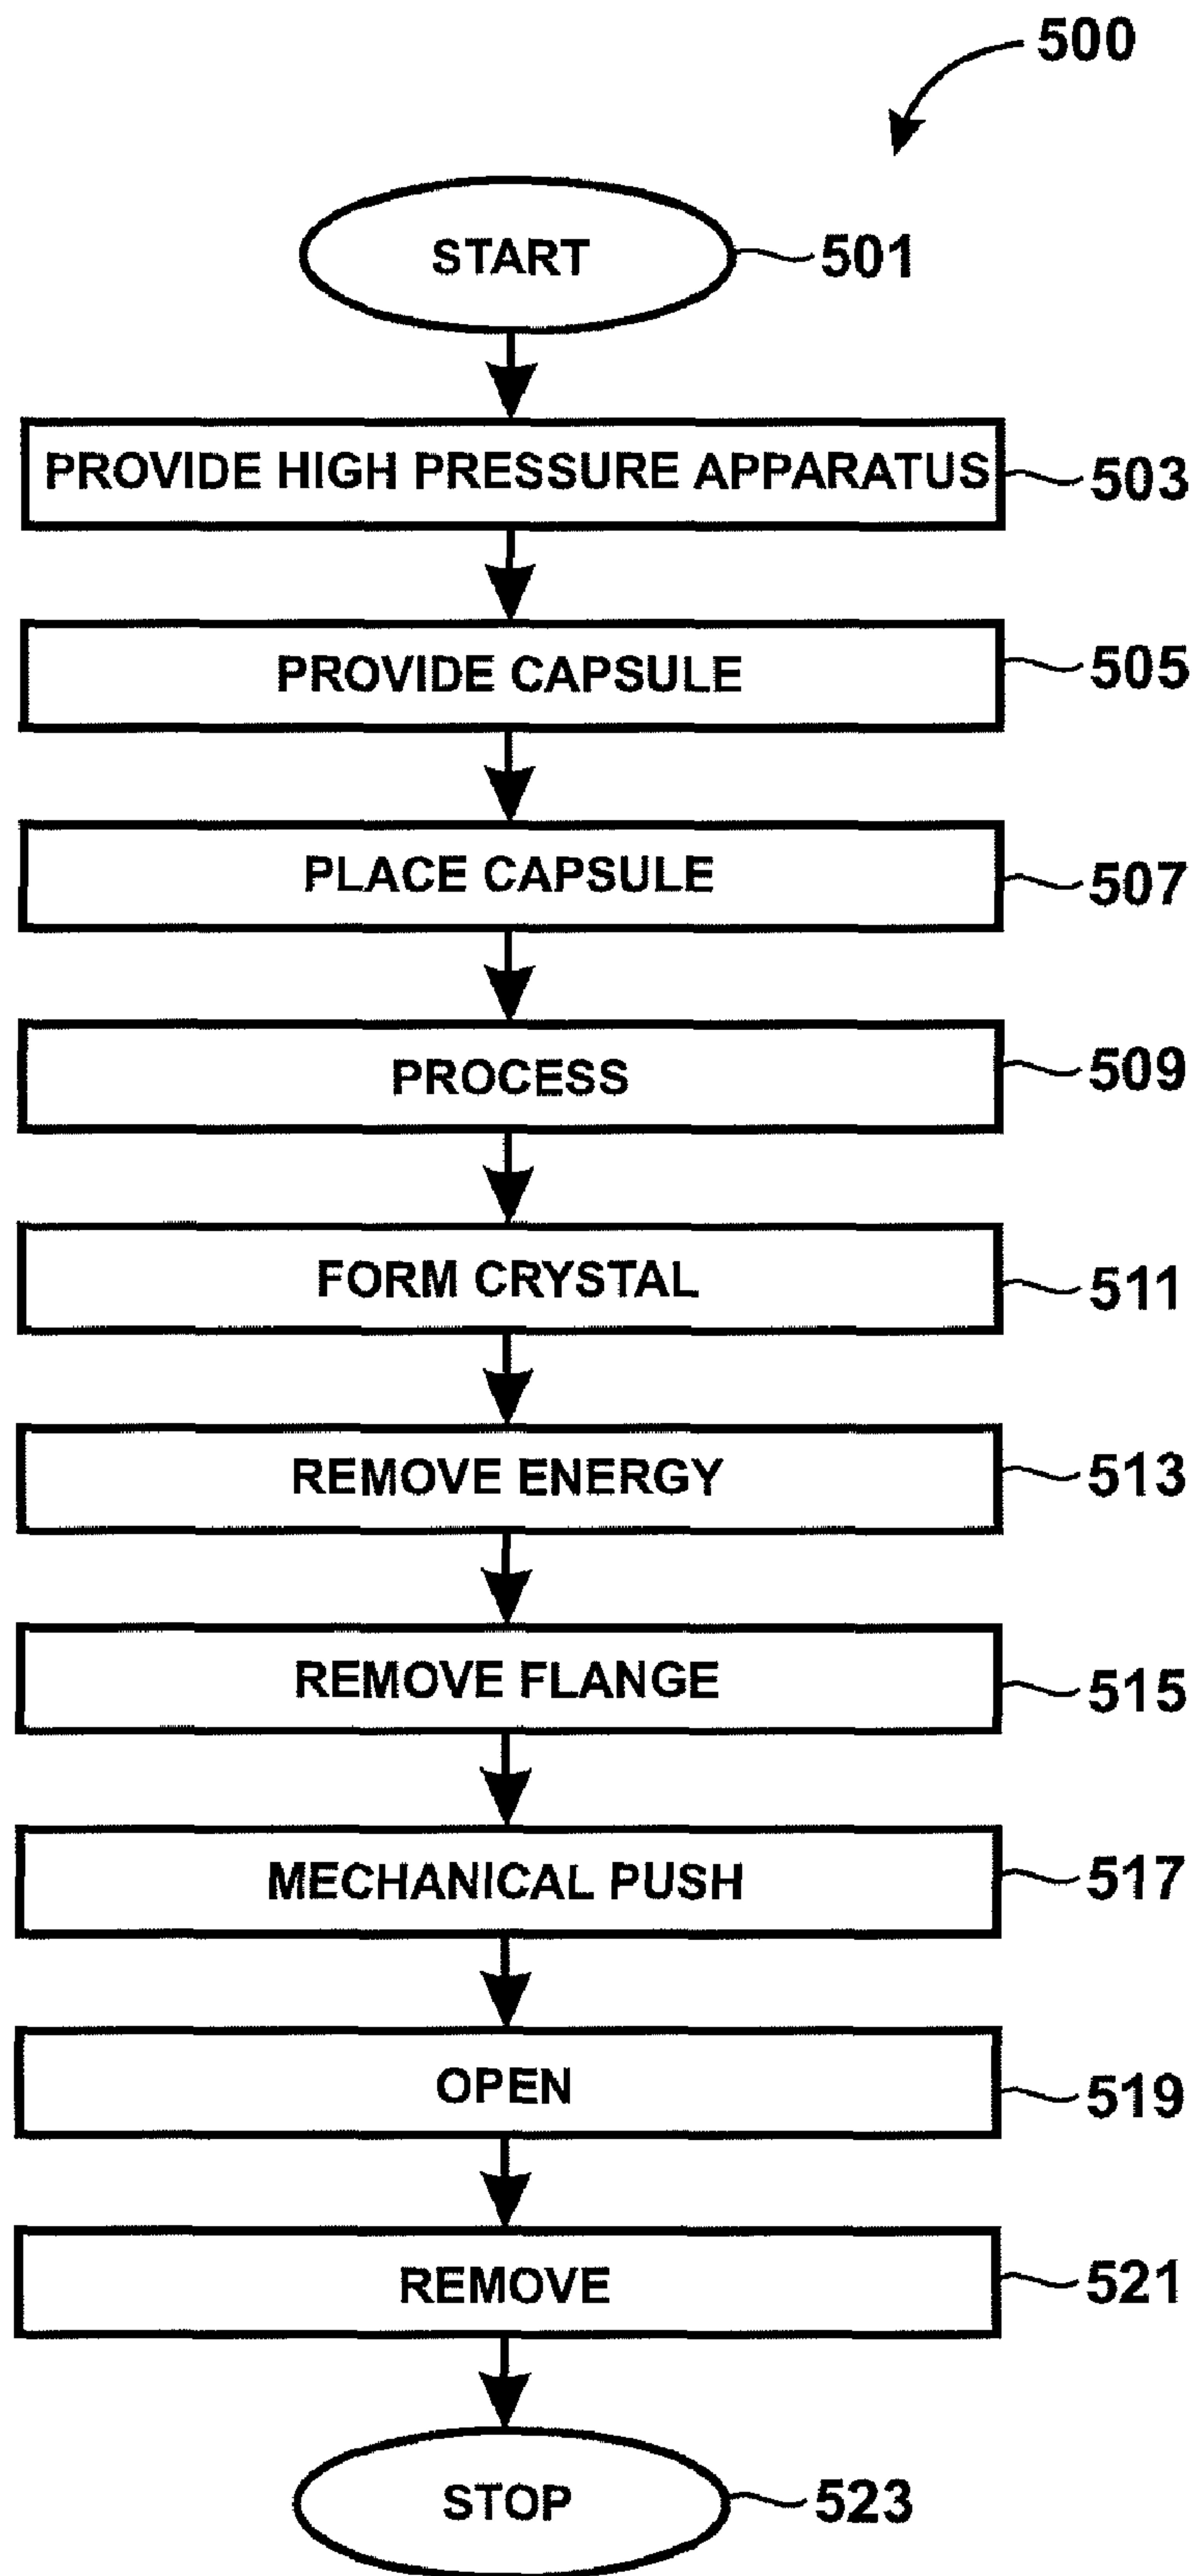 500
START
501
PROVIDE HIGH PRESSURE APPARATUS
503
PROVIDE CAPSULE
505
PLACE CAPSULE
507
PROCESS
509
FORM CRYSTAL
511
REMOVE ENERGY
513
REMOVE FLANGE
515
MECHANICAL PUSH
517
OPEN
519
REMOVE
521
STOP
523